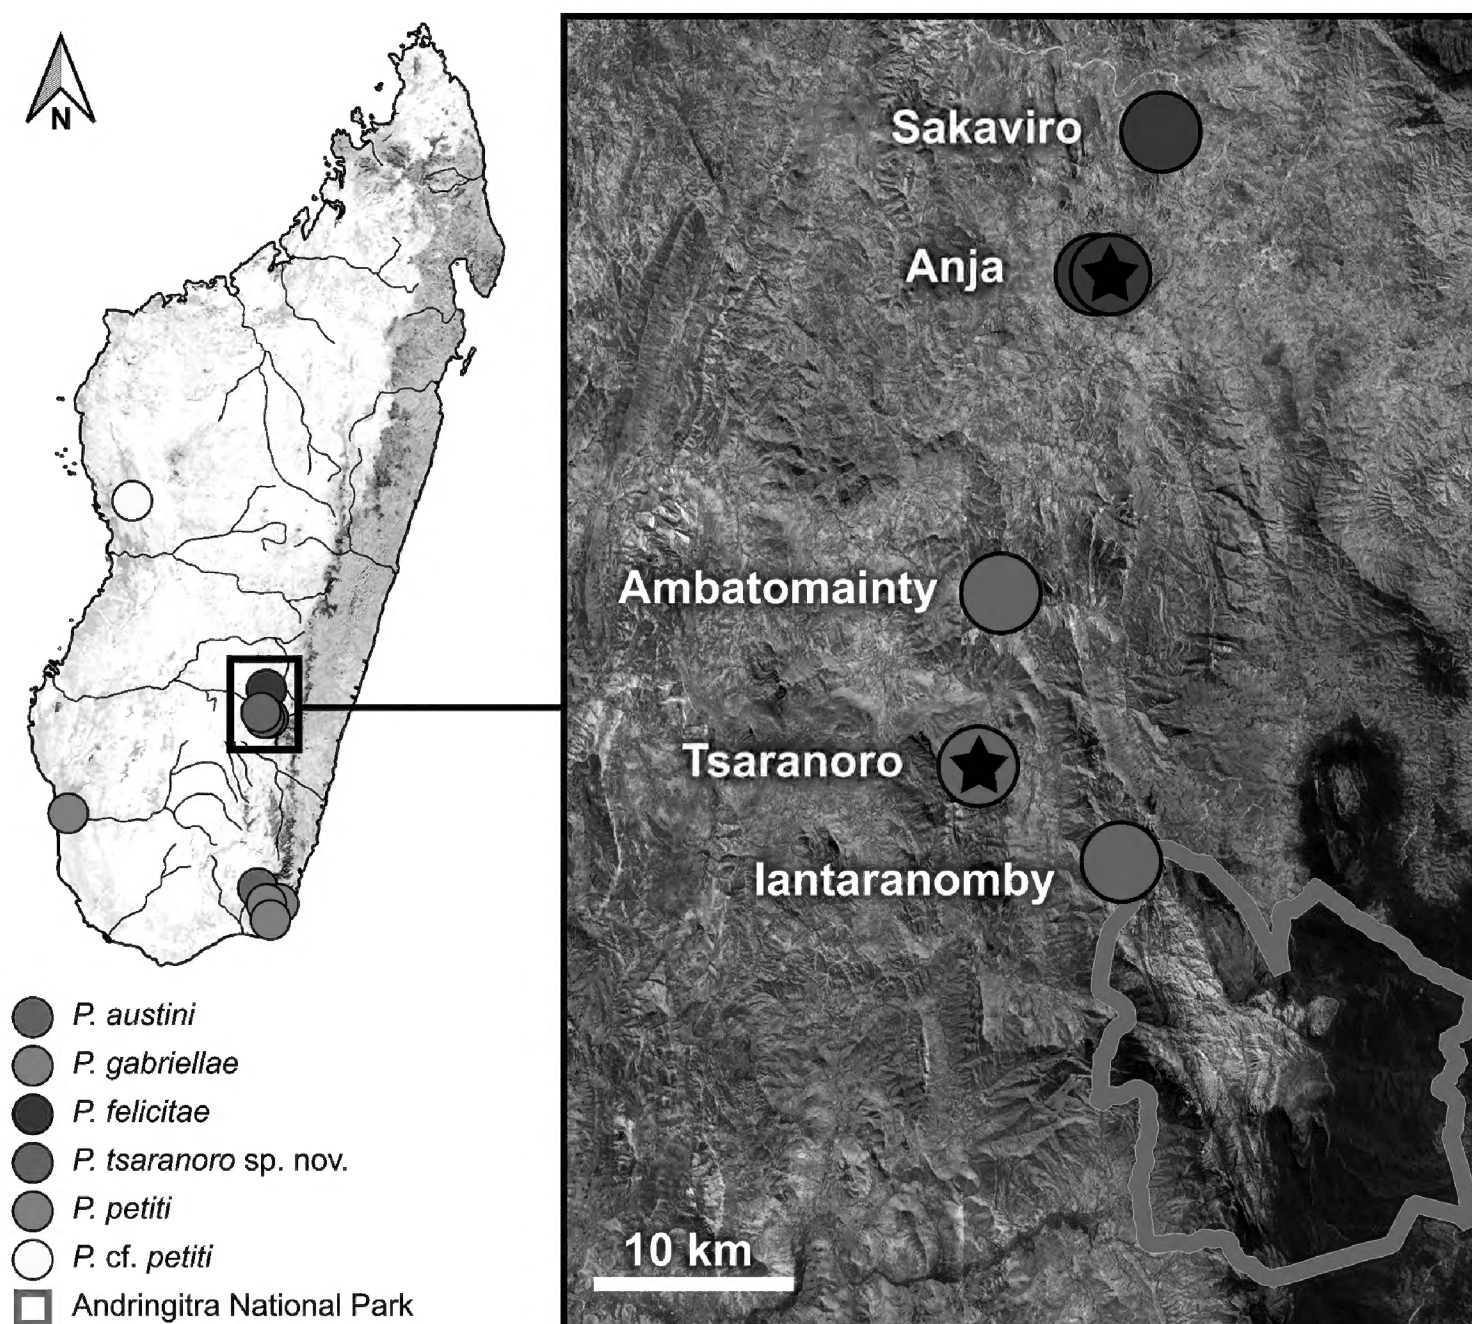 N
Sakaviro
Anja
Ambatomainty
Tsaranoro
Iantaranomby
10 km
P. austini
P. gabriellae
P. felicitae
P. tsaranoro sp. nov.
P. petiti
P. cf. petiti
Andringitra National Park